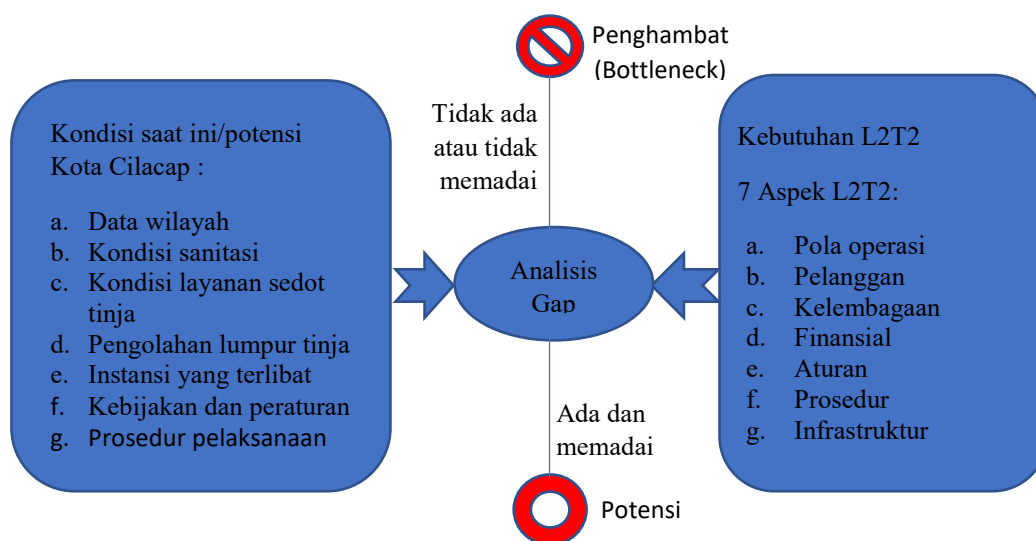 Penghambat
(Bottleneck)
Kondisi saat ini/potensi
Kota Cilacap :
a. Data wilayah
b. Kondisi sanitasi
c. Kondisi layanan sedot
tinja
d. Pengolahan lumpur tinja
e. Instansi yang terlibat
f. Kebijakan dan peraturan
g. Prosedur pelaksanaan
Tidak ada
atau tidak
memadai
Analisis
Gap
Ada dan
memadai
Potensi
Kebutuhan L2T2
7 Aspek L2T2:
a. Pola operasi
b. Pelanggan
c. Kelembagaan
d. Finansial
e. Aturan
f. Prosedur
g. Infrastruktur